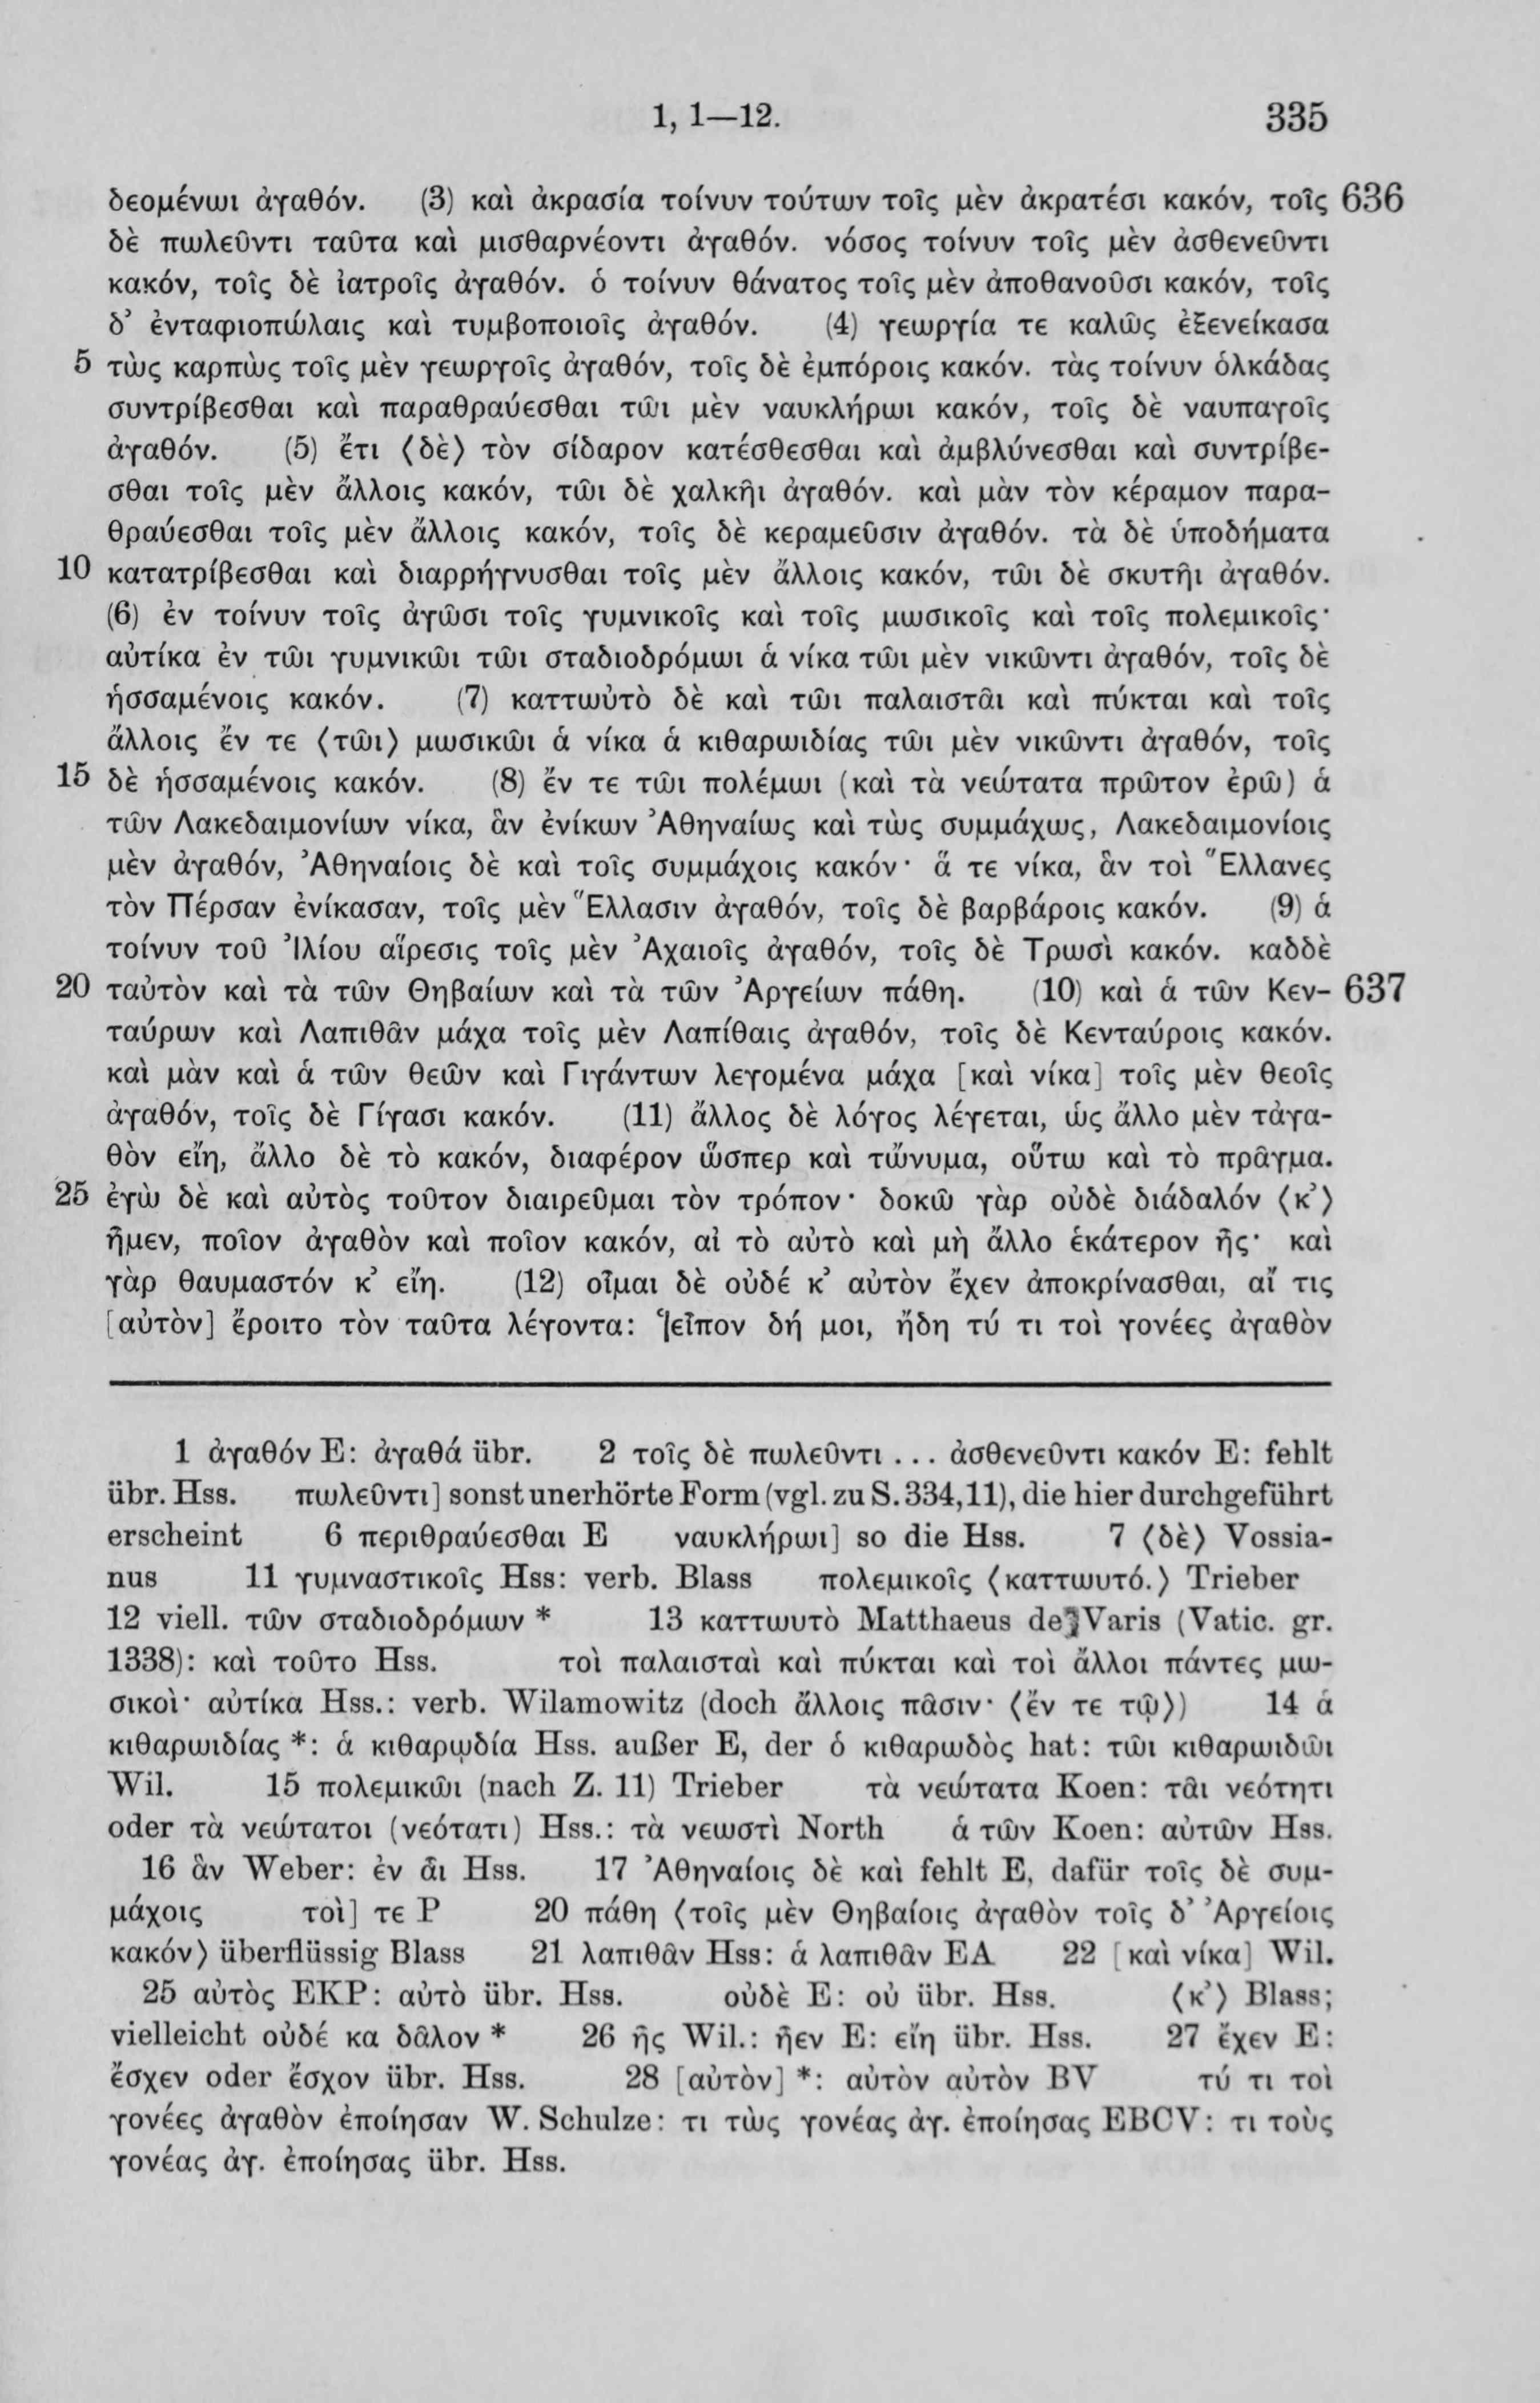 1, 1—12. 335
δεομένωι ἀγαθόν. (3) καὶ ἀκρασία τοίνυν τούτων τοῖς μὲν ἀκρατέσι κακόν, τοῖς 636
δὲ πωλεῦντι ταῦτα καὶ μισθαρνέοντι ἀγαθόν. νόσος τοίνυν τοῖς μὲν ἀσθενεῦντι
κακόν, τοῖς δὲ ἰατροῖς ἀγαθόν. ὁ τοίνυν θάνατος τοῖς μὲν ἀποθανοῦσι κακόν, τοῖς
δ' ἐνταφιοπώλαις καὶ τυμβοποιοῖς ἀγαθόν. (4) γεωργία τε καλῶς ἐξενείκασα
5 τὼς καρπὼς τοῖς μὲν γεωργοῖς ἀγαθόν, τοῖς δὲ ἐμπόροις κακόν. τὰς τοίνυν ὁλκάδας
συντρίβεσθαι καὶ παραθραύεσθαι τῶι μὲν ναυκλήρωι κακόν, τοῖς δὲ ναυπαγοῖς
ἀγαθόν. (5) ἔτι ⟨δὲ⟩ τὸν σίδαρον κατέσθεσθαι καὶ ἀμβλύνεσθαι καὶ συντρίβε-
σθαι τοῖς μὲν ἄλλοις κακόν, τῶι δὲ χαλκῆι ἀγαθόν. καὶ μὰν τὸν κέραμον παρα-
θραύεσθαι τοῖς μὲν ἄλλοις κακόν, τοῖς δὲ κεραμεῦσιν ἀγαθόν. τὰ δὲ ὑποδήματα
10 κατατρίβεσθαι καὶ διαρρήγνυσθαι τοῖς μὲν ἄλλοις κακόν, τῶι δὲ σκυτῆι ἀγαθόν.
(6) ἐν τοίνυν τοῖς ἀγῶσι τοῖς γυμνικοῖς καὶ τοῖς μωσικοῖς καὶ τοῖς πολεμικοῖς·
αὐτίκα ἐν τῶι γυμνικῶι τῶι σταδιοδρόμωι ἁ νίκα τῶι μὲν νικῶντι ἀγαθόν, τοῖς δὲ
ἡσσαμένοις κακόν. (7) καττωὐτὸ δὲ καὶ τῶι παλαιστᾶι καὶ πύκται καὶ τοῖς
ἄλλοις ἔν τε ⟨τῶι⟩ μωσικῶι ἁ νίκα ἁ κιθαρωιδίας τῶι μὲν νικῶντι ἀγαθόν, τοῖς
15 δὲ ἡσσαμένοις κακόν. (8) ἔν τε τῶι πολέμωι (καὶ τὰ νεώτατα πρῶτον ἐρῶ) ἁ
τῶν Λακεδαιμονίων νίκα, ἃν ἐνίκων Ἀθηναίως καὶ τὼς συμμάχως, Λακεδαιμονίοις
μὲν ἀγαθόν, Ἀθηναίοις δὲ καὶ τοῖς συμμάχοις κακόν· ἅ τε νίκα, ἃν τοὶ Ἕλλανες
τὸν Πέρσαν ἐνίκασαν, τοῖς μὲν Ἕλλασιν ἀγαθόν, τοῖς δὲ βαρβάροις κακόν. (9) ἁ
τοίνυν τοῦ Ἰλίου αἵρεσις τοῖς μὲν Ἀχαιοῖς ἀγαθόν, τοῖς δὲ Τρωσὶ κακόν. καδδὲ
20 ταὐτὸν καὶ τὰ τῶν Θηβαίων καὶ τὰ τῶν Ἀργείων πάθη. (10) καὶ ἁ τῶν Κεν- 637
ταύρων καὶ Λαπιθᾶν μάχα τοῖς μὲν Λαπίθαις ἀγαθόν, τοῖς δὲ Κενταύροις κακόν.
καὶ μὰν καὶ ἁ τῶν θεῶν καὶ Γιγάντων λεγομένα μάχα [καὶ νίκα] τοῖς μὲν θεοῖς
ἀγαθόν, τοῖς δὲ Γίγασι κακόν. (11) ἄλλος δὲ λόγος λέγεται, ὡς ἄλλο μὲν τἀγα-
θὸν εἴη, ἄλλο δὲ τὸ κακόν, διαφέρον ὥσπερ καὶ τὤνυμα, οὕτω καὶ τὸ πρᾶγμα.
25 ἐγὼ δὲ καὶ αὐτὸς τοῦτον διαιρεῦμαι τὸν τρόπον· δοκῶ γὰρ οὐδὲ διάδαλόν ⟨κ'⟩
ἦμεν, ποῖον ἀγαθὸν καὶ ποῖον κακόν, αἰ τὸ αὐτὸ καὶ μὴ ἄλλο ἑκάτερον ἦς· καὶ
γὰρ θαυμαστόν κ' εἴη. (12) οἶμαι δὲ οὐδέ κ' αὐτὸν ἔχεν ἀποκρίνασθαι, αἴ τις
[αὐτὸν] ἔροιτο τὸν ταῦτα λέγοντα: 'εἶπον δή μοι, ἤδη τύ τι τοὶ γονέες ἀγαθὸν
1 ἀγαθόν E: ἀγαθά übr. 2 τοῖς δὲ πωλεῦντι ... ἀσθενεῦντι κακόν E: fehlt
übr. Hss. πωλεῦντι] sonst unerhörte Form (vgl. zu S. 334,11), die hier durchgeführt
erscheint 6 περιθραύεσθαι E ναυκλήρωι] so die Hss. 7 ⟨δὲ⟩ Vossia-
nus 11 γυμναστικοῖς Hss: verb. Blass πολεμικοῖς ⟨καττωυτό.⟩ Trieber
12 viell. τῶν σταδιοδρόμων * 13 καττωυτὸ Matthaeus de Varis (Vatic. gr.
1338): καὶ τοῦτο Hss. τοὶ παλαισταὶ καὶ πύκται καὶ τοὶ ἄλλοι πάντες μω-
σικοὶ· αὐτίκα Hss.: verb. Wilamowitz (doch ἄλλοις πᾶσιν· ⟨ἔν τε τῷ⟩) 14 ἁ
κιθαρωιδίας *: ἁ κιθαρῳδία Hss. außer E, der ὁ κιθαρωδὸς hat: τῶι κιθαρωιδῶι
Wil. 15 πολεμικῶι (nach Z. 11) Trieber τὰ νεώτατα Koen: τᾶι νεότητι
oder τὰ νεώτατοι (νεότατι) Hss.: τὰ νεωστὶ North ἁ τῶν Koen: αὐτῶν Hss.
16 ἃν Weber: ἐν ἇι Hss. 17 Ἀθηναίοις δὲ καὶ fehlt E, dafür τοῖς δὲ συμ-
μάχοις τοὶ] τε P 20 πάθη ⟨τοῖς μὲν Θηβαίοις ἀγαθὸν τοῖς δ' Ἀργείοις
κακόν⟩ überflüssig Blass 21 λαπιθᾶν Hss: ἁ λαπιθᾶν EA 22 [καὶ νίκα] Wil.
25 αὐτὸς EKP: αὐτὸ übr. Hss. οὐδὲ E: οὐ übr. Hss. ⟨κ'⟩ Blass;
vielleicht οὐδέ κα δᾶλον * 26 ἦς Wil.: ἦεν E: εἴη übr. Hss. 27 ἔχεν E:
ἔσχεν oder ἔσχον übr. Hss. 28 [αὐτὸν] *: αὐτὸν αὐτὸν BV τύ τι τοὶ
γονέες ἀγαθὸν ἐποίησαν W. Schulze: τι τὼς γονέας ἀγ. ἐποίησας EBCV: τι τοὺς
γονέας ἀγ. ἐποίησας übr. Hss.